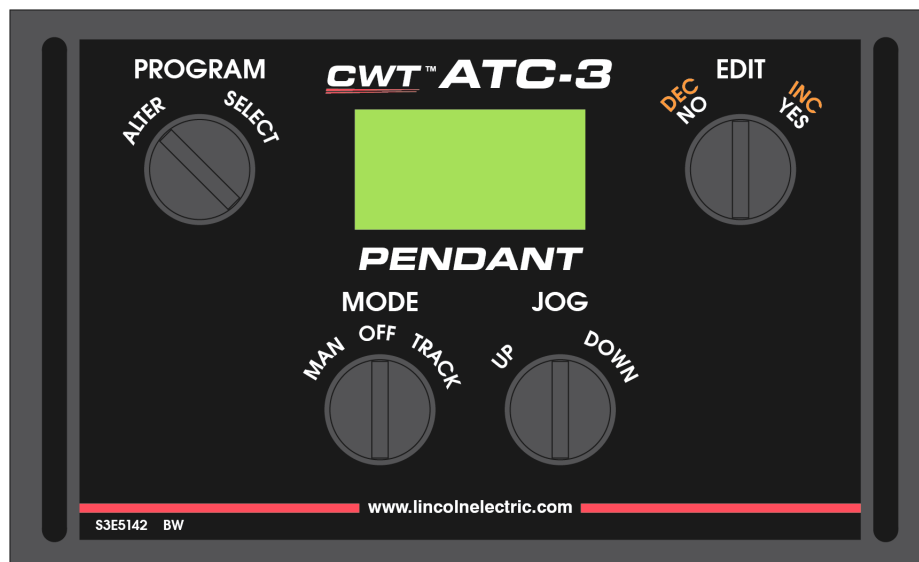 PROGRAM
ALTER
SELECT
CWT™ ATC-3
EDIT
DEC
NO
INC
YES
PENDANT
MODE
MAN
OFF
TRACK
JOG
UP
DOWN
www.lincolnelectric.com
S3E5142 BW